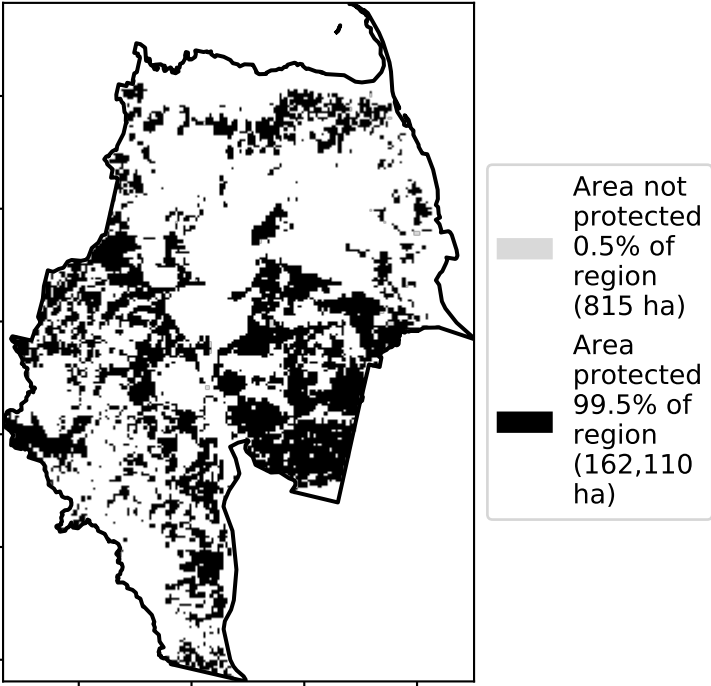 Area not
protected
0.5% of
region
(815 ha)
Area
protected
99.5% of
region
(162,110
ha)